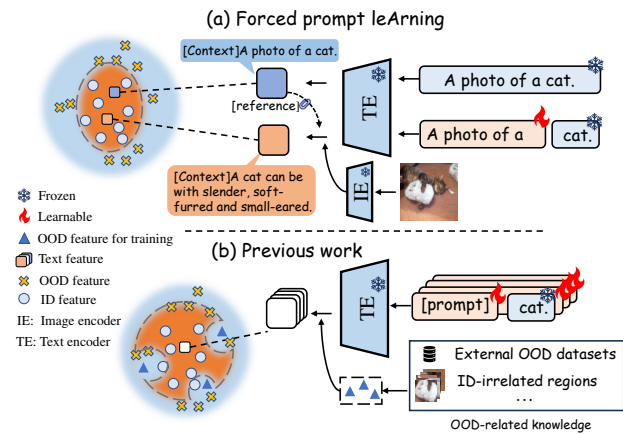 (a) Forced prompt leArning
[Context]A photo of a cat.
[reference]
TE
A photo of a cat.
A photo of a
cat.
[Context]A cat can be
with slender, soft-
furred and small-eared.
IE
Frozen
Learnable
OOD feature for training
Text feature
OOD feature
ID feature
IE: Image encoder
TE: Text encoder
(b) Previous work
TE
[prompt]
cat.
External OOD datasets
ID-irrelated regions
...
OOD-related knowledge